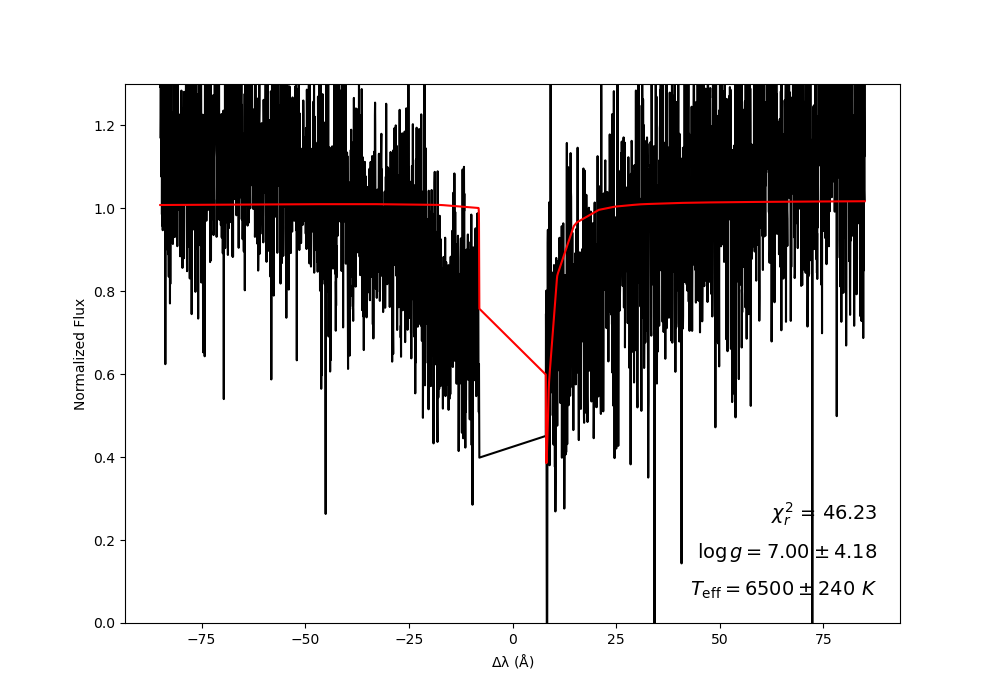 1.2
1.0
0.8
0.6
0.4
0.2
0.0
Normalized Flux
χ²ᵣ = 46.23
log g = 7.00 ± 4.18
T_eff = 6500 ± 240 K
−75 −50 −25 0 25 50 75
Δλ (Å)